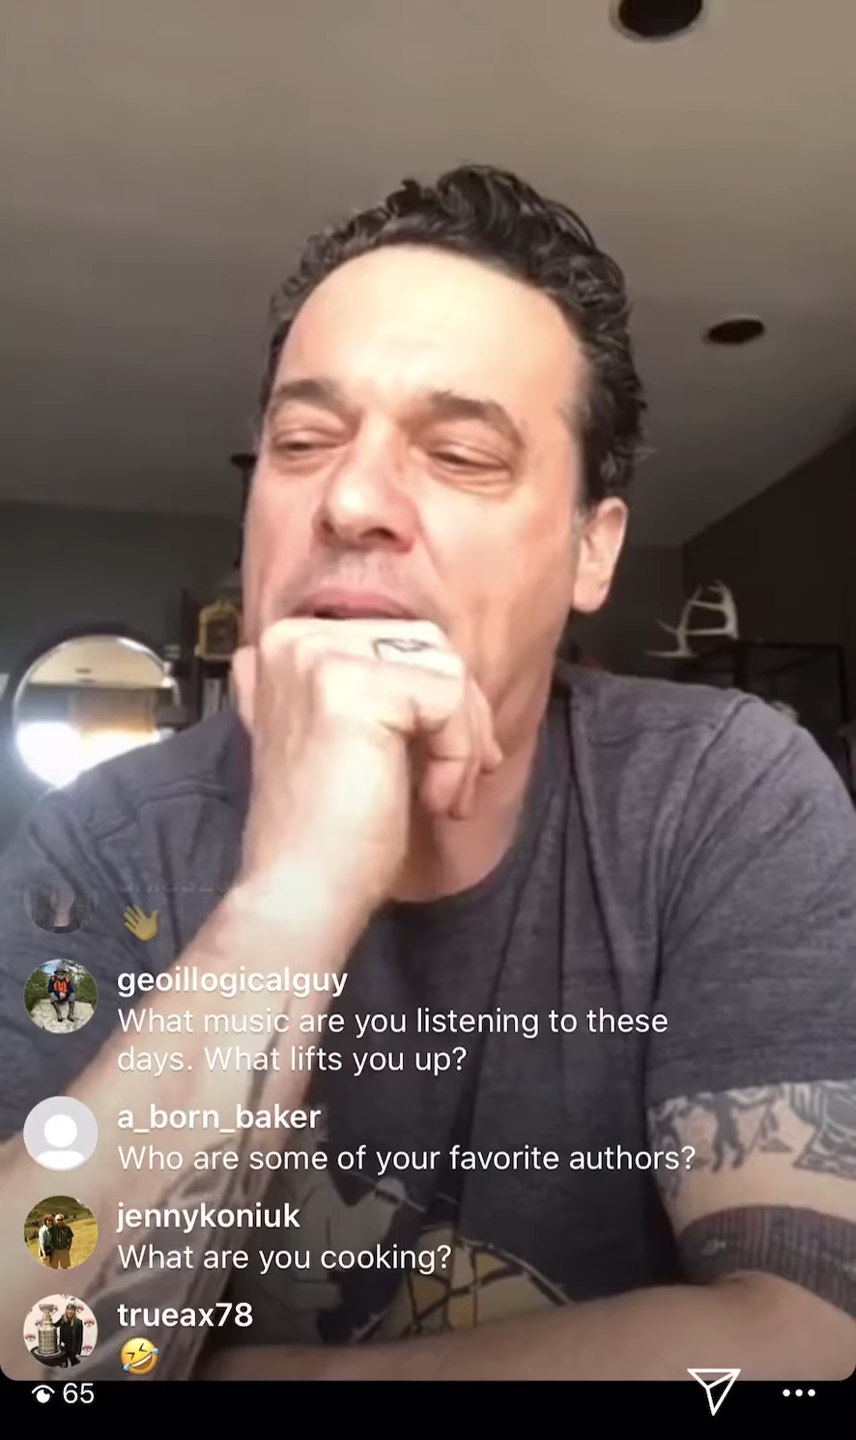 👋
geoillogicalguy
What music are you listening to these
days. What lifts you up?
a_born_baker
Who are some of your favorite authors?
jennykoniuk
What are you cooking?
trueax78
🤣
65